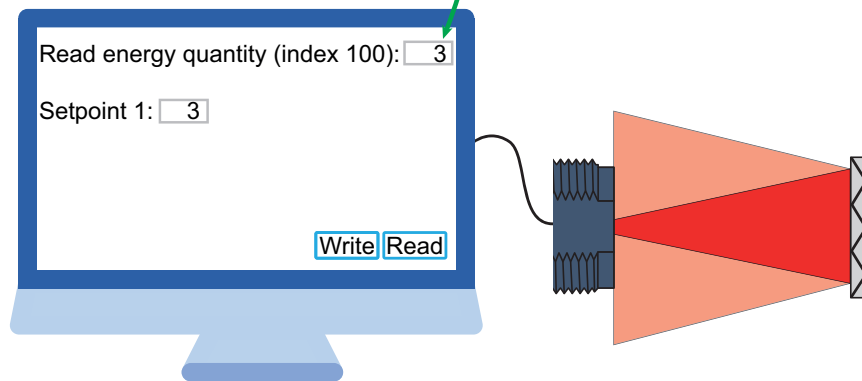 Read energy quantity (index 100): 3
Setpoint 1: 3
Write Read